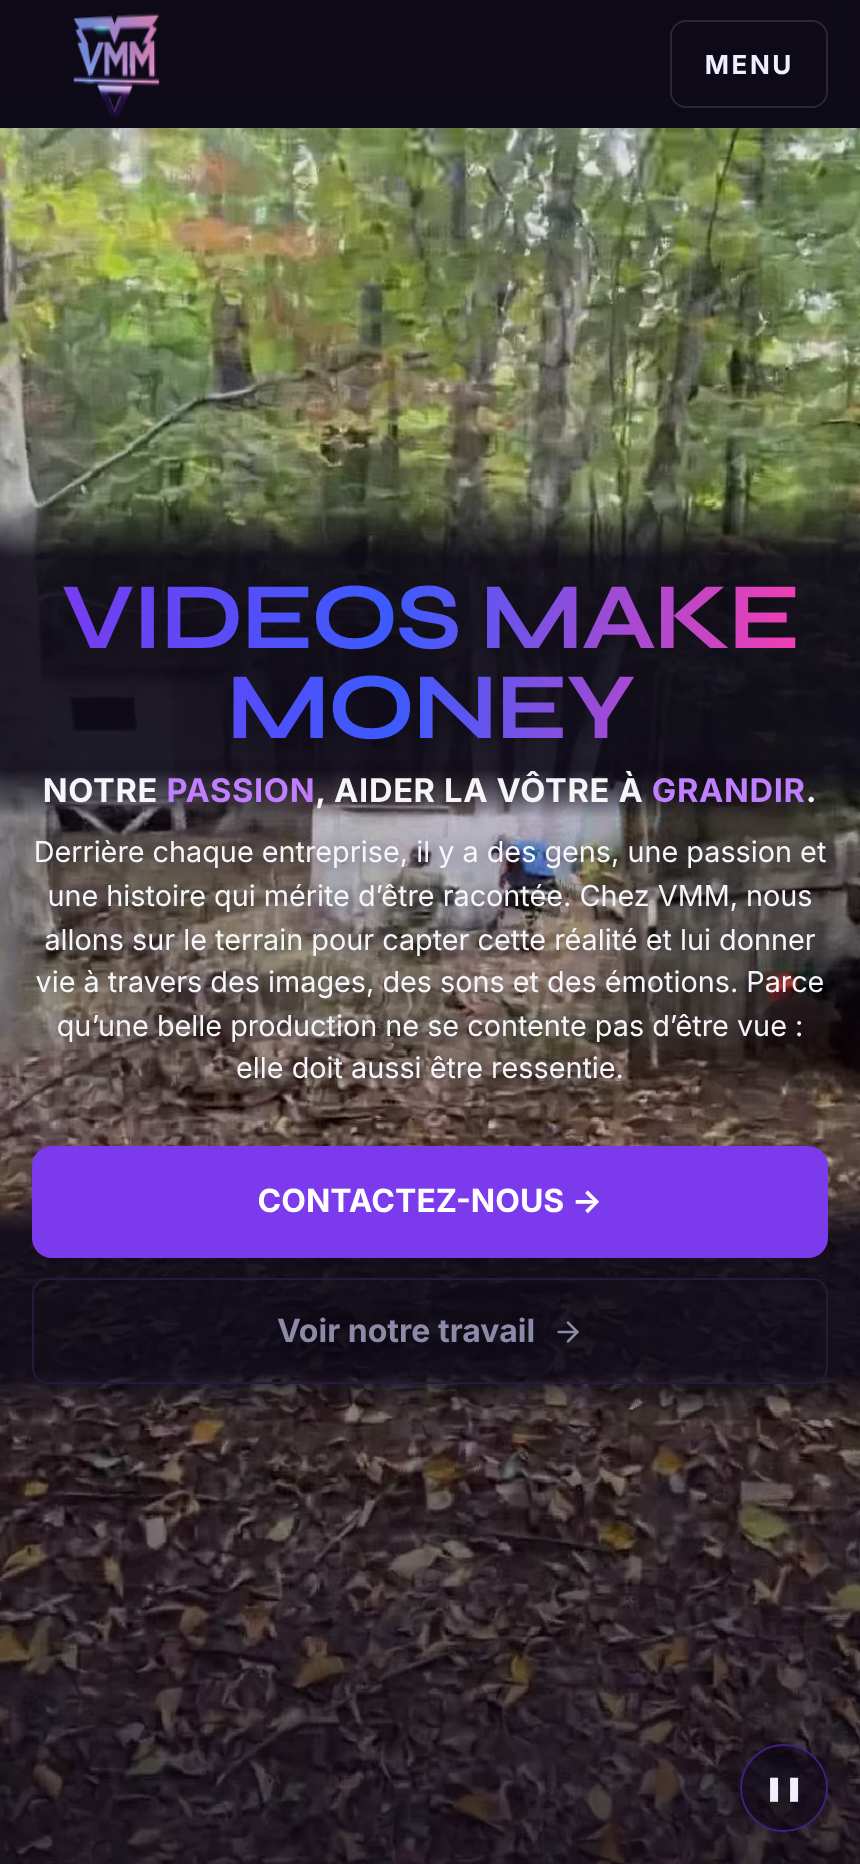 VMM
MENU
VIDEOS MAKE
MONEY
NOTRE PASSION, AIDER LA VÔTRE À GRANDIR.
Derrière chaque entreprise, il y a des gens, une passion et
une histoire qui mérite d’être racontée. Chez VMM, nous
allons sur le terrain pour capter cette réalité et lui donner
vie à travers des images, des sons et des émotions. Parce
qu’une belle production ne se contente pas d’être vue :
elle doit aussi être ressentie.
CONTACTEZ-NOUS →
Voir notre travail →